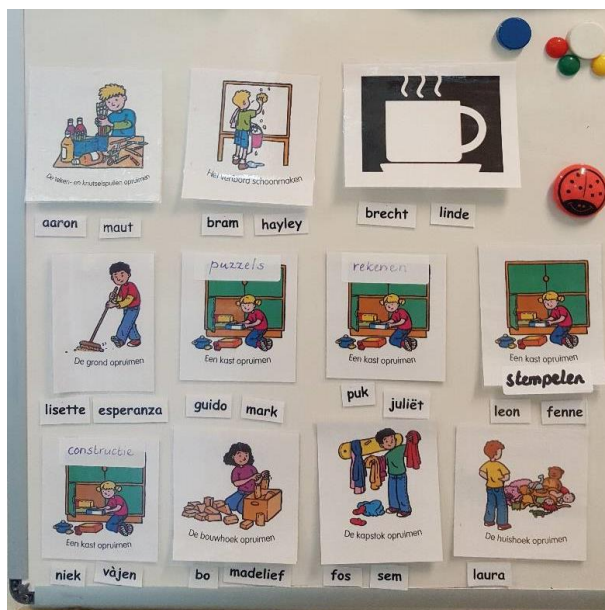 De teken- en knutselspullen opruimen
Het verfbord schoonmaken
aaron maut
bram hayley
brecht linde
puzzels
rekenen
De grond opruimen
Een kast opruimen
Een kast opruimen
Een kast opruimen
stempelen
lisette esperanza
guido mark
puk juliët
leon fenne
constructie
Een kast opruimen
De bouwhoek opruimen
De kapstok opruimen
De huishoek opruimen
niek vàjen
bo madelief
fos sem
laura